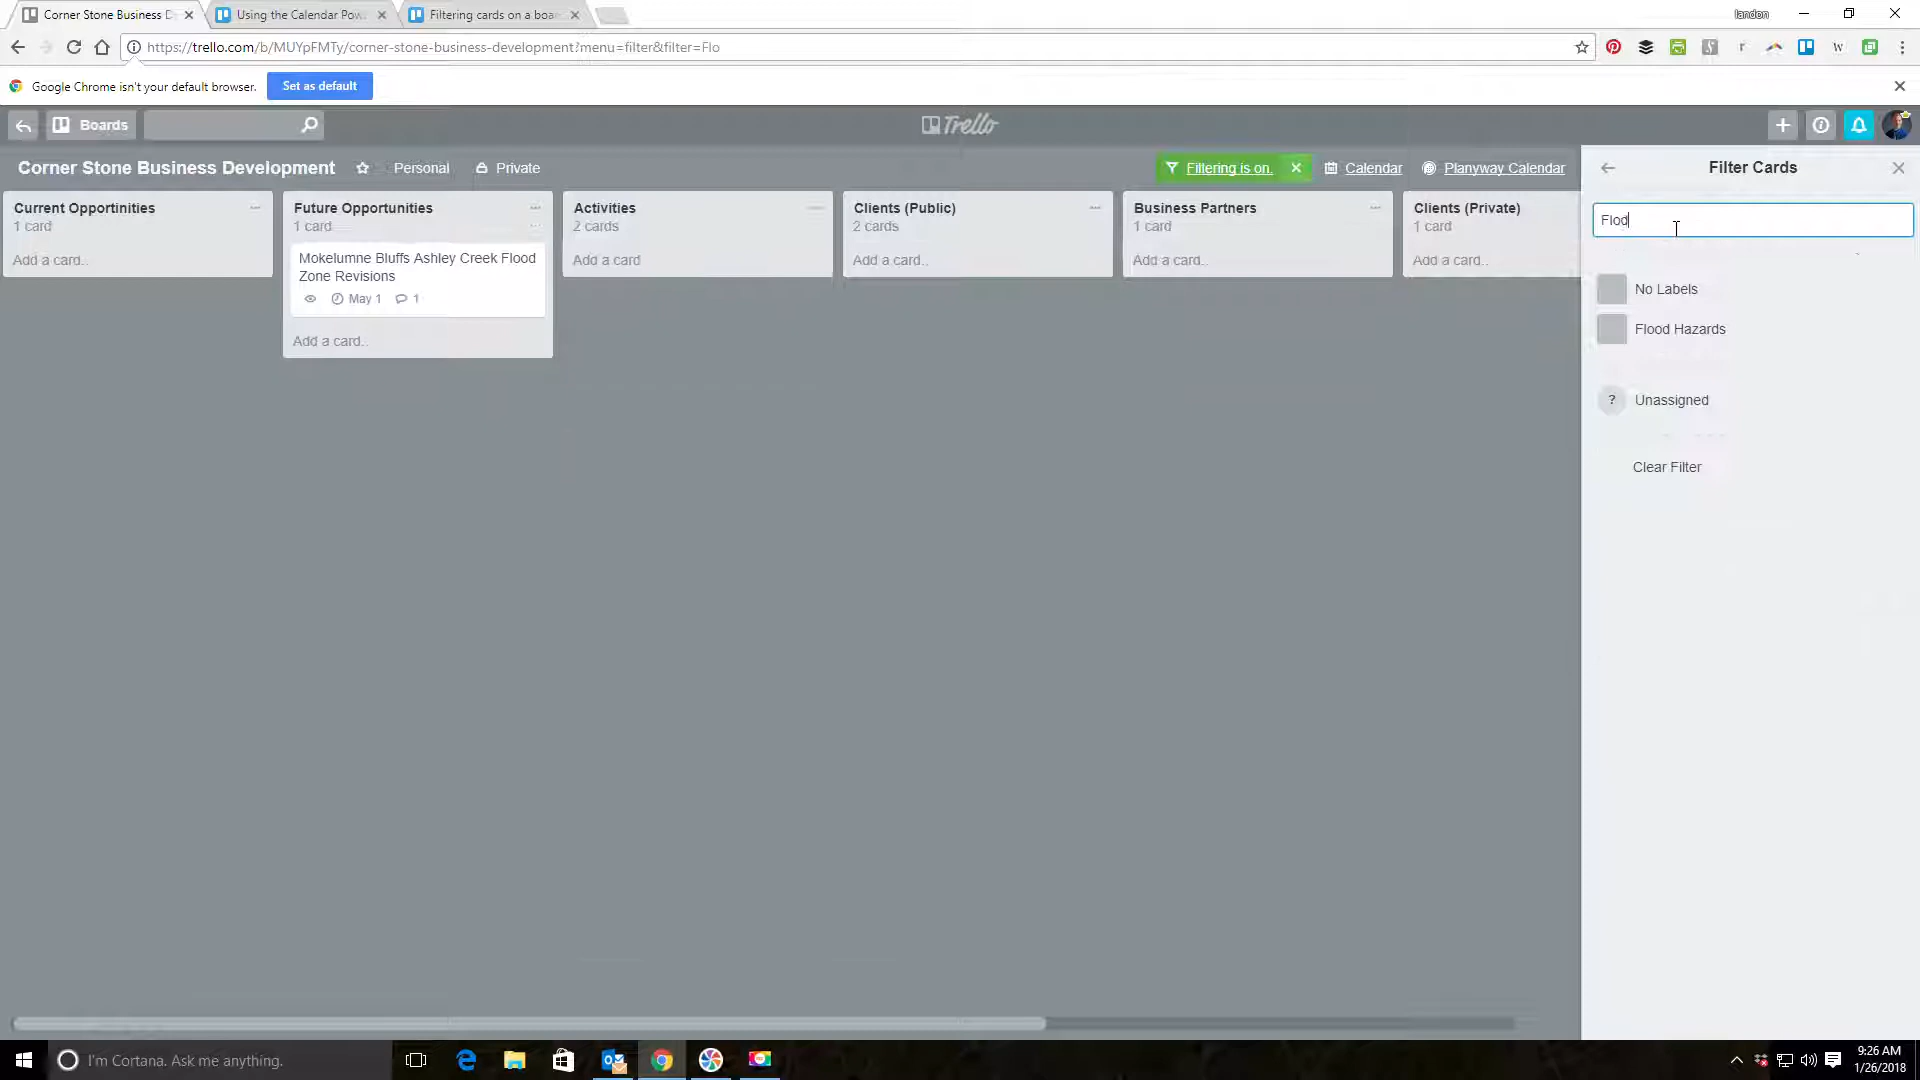 Corner Stone Business D
Using the Calendar Pow
Filtering cards on a boa
landon
https://trello.com/b/MUYpFMTy/corner-stone-business-development?menu=filter&filter=Flo
Google Chrome isn't your default browser.
Set as default
Boards
Trello
Corner Stone Business Development
Personal
Private
Filtering is on.
Calendar
Planyway Calendar
Filter Cards
Current Opportinities
1 card
Add a card..
Future Opportunities
1 card
Mokelumne Bluffs Ashley Creek Flood
Zone Revisions
May 1
1
Add a card..
Activities
2 cards
Add a card
Clients (Public)
2 cards
Add a card..
Business Partners
1 card
Add a card..
Clients (Private)
1 card
Add a card..
Flod
No Labels
Flood Hazards
? Unassigned
Clear Filter
I'm Cortana. Ask me anything.
9:26 AM
1/26/2018